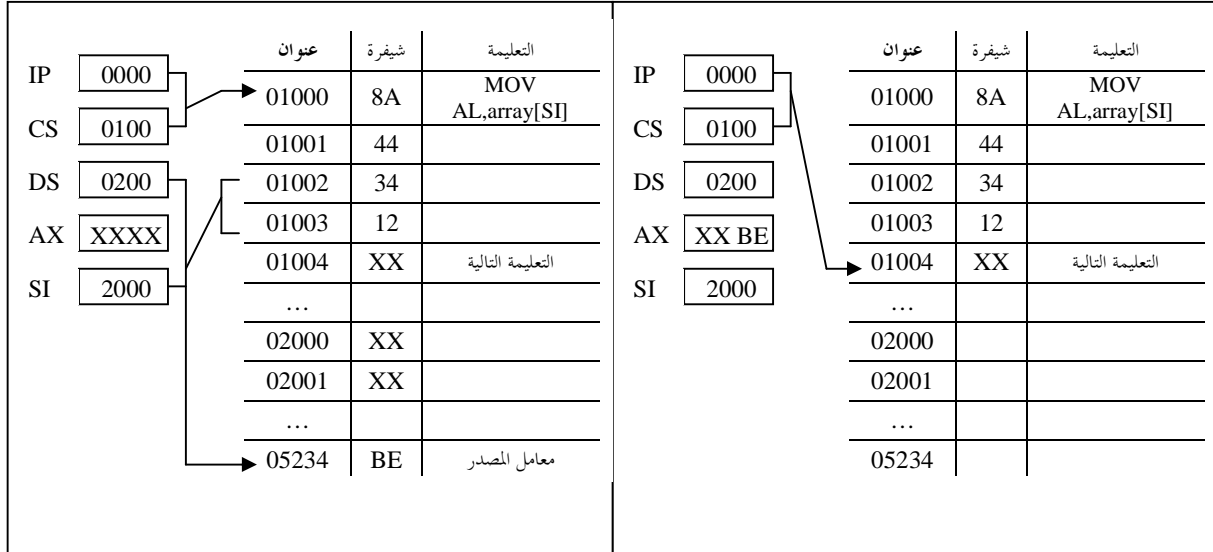 عنوان شيفرة التعليمة
IP 0000
01000 8A MOV AL,array[SI]
CS 0100
01001 44
DS 0200
01002 34
AX XXXX
01003 12
01004 XX التعليمة التالية
SI 2000
…
02000 XX
02001 XX
…
05234 BE معامل المصدر
عنوان شيفرة التعليمة
IP 0000
01000 8A MOV AL,array[SI]
CS 0100
01001 44
DS 0200
01002 34
AX XX BE
01003 12
01004 XX التعليمة التالية
SI 2000
…
02000
02001
…
05234